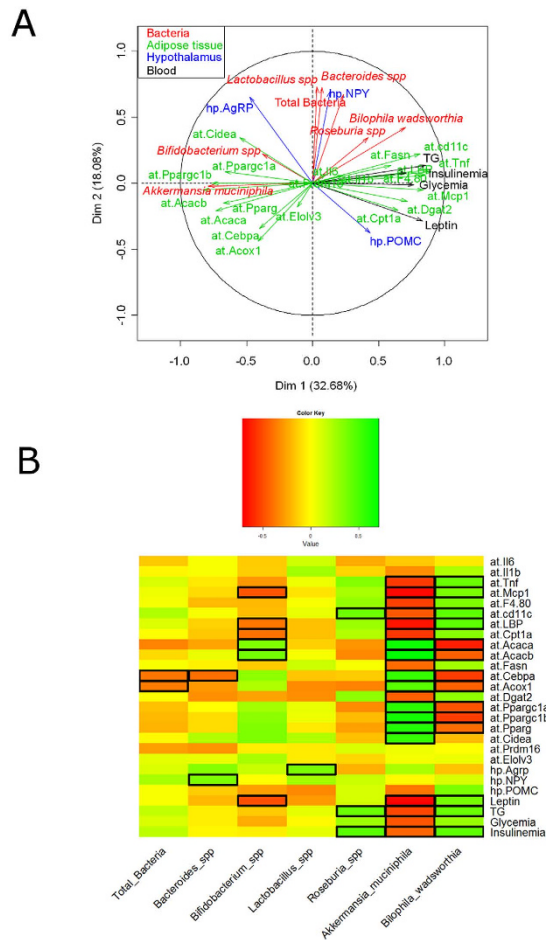 A
Bacteria
Adipose tissue
Hypothalamus
Blood
Lactobacillus spp
Bacteroides spp
hp.AgRP
Total Bacteria
hp.NPY
Bilophila wadsworthia
Roseburia spp
at.Cidea
Bifidobacterium spp
at.Fasn
at.cd11c
TG
at.Tnf
at.Ppargc1a
at.Il6
at.Ppargc1b
Insulinemia
Akkermansia muciniphila
Glycemia
at.Mcp1
at.Acacb
at.Pparg
at.Acaca
at.Elolv3
at.Dgat2
at.Cpt1a
Leptin
at.Cebpa
at.Acox1
hp.POMC
Dim 2 (18.08%)
1.0
0.5
0.0
-0.5
-1.0
-1.0 -0.5 0.0 0.5 1.0
Dim 1 (32.68%)
B
Color Key
-0.5 0 0.5
Value
at.Il6
at.Il1b
at.Tnf
at.Mcp1
at.F4.80
at.cd11c
at.LBP
at.Cpt1a
at.Acaca
at.Acacb
at.Fasn
at.Cebpa
at.Acox1
at.Dgat2
at.Ppargc1a
at.Ppargc1b
at.Pparg
at.Cidea
at.Prdm16
at.Elolv3
hp.Agrp
hp.NPY
hp.POMC
Leptin
TG
Glycemia
Insulinemia
Total_Bacteria
Bacteroides_spp
Bifidobacterium_spp
Lactobacillus_spp
Roseburia_spp
Akkermansia_muciniphila
Bilophila_wadsworthia